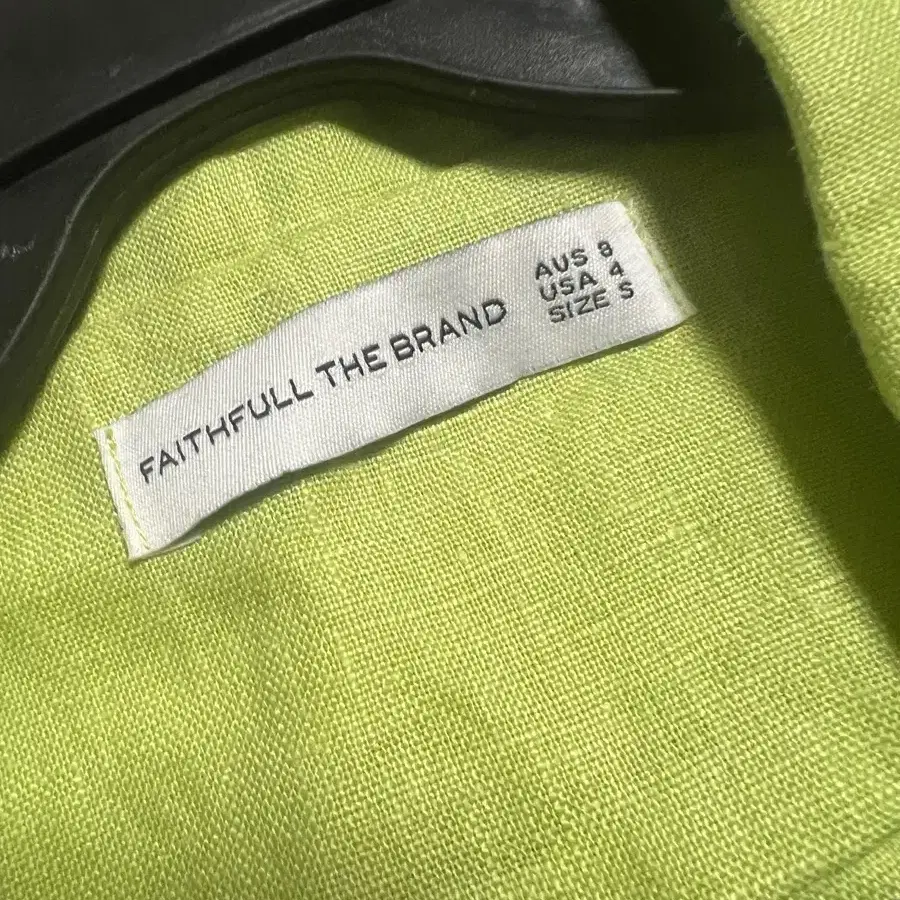 FAITHFULL THE BRAND
AUS 8
USA 4
SIZE S